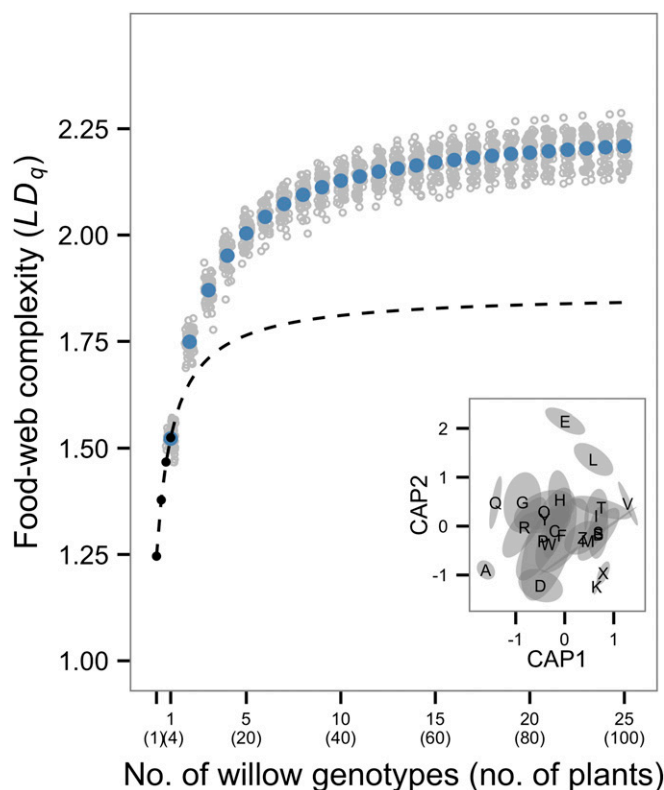 Food-web complexity (LDq)
2.25
2.00
1.75
1.50
1.25
1.00
1 5 10 15 20 25
(1)(4) (20) (40) (60) (80) (100)
No. of willow genotypes (no. of plants)
CAP2
2
1
0
-1
E
L
Q G H T V
O I
R Y C S
W F Z M
A D X
K
-1 0 1
CAP1